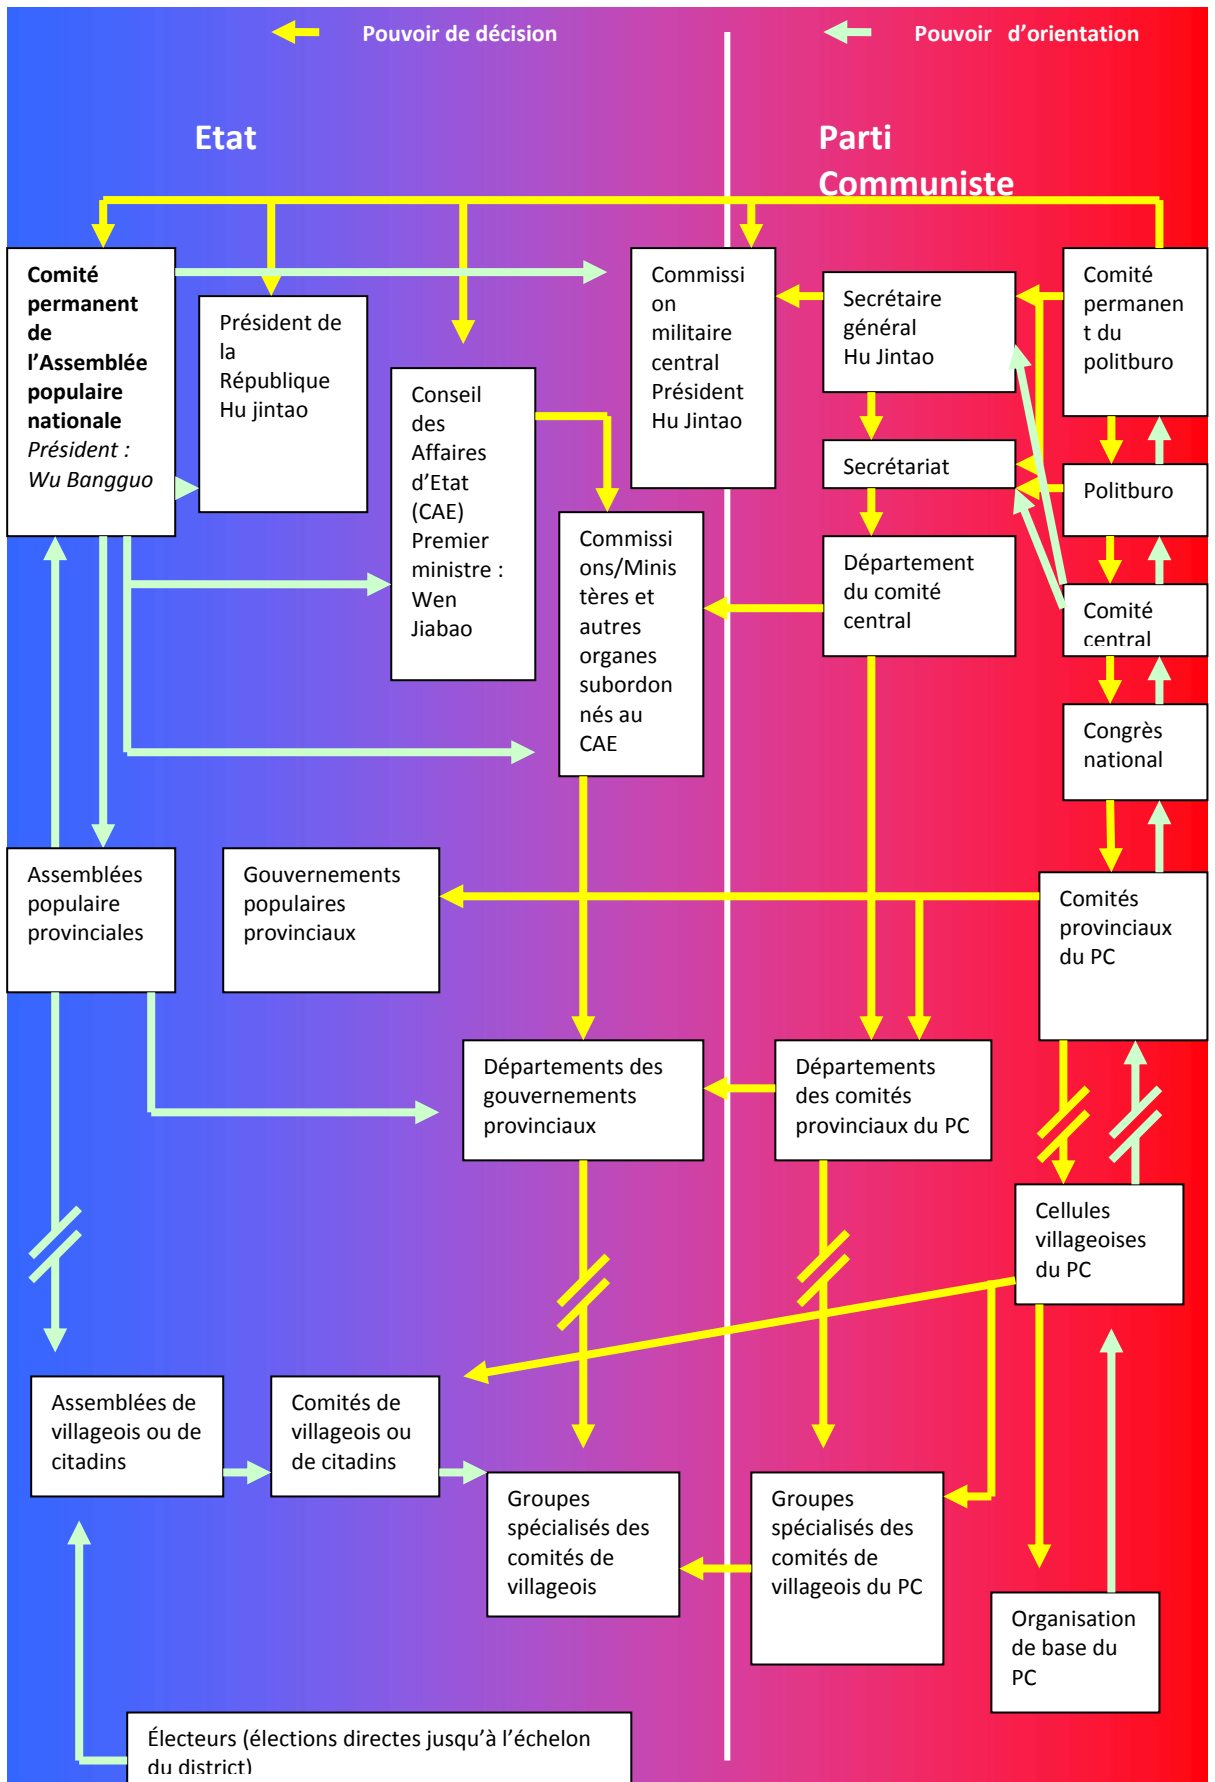 Pouvoir de décision
Pouvoir d'orientation
Etat
Parti
Communiste
Comité
permanent
de
l'Assemblée
populaire
nationale
Président :
Wu Bangguo
Président de
la
République
Hu jintao
Conseil
des
Affaires
d'Etat
(CAE)
Premier
ministre :
Wen
Jiabao
Commissi
ons/Minis
tères et
autres
organes
subordon
nés au
CAE
Commissi
on
militaire
central
Président
Hu Jintao
Secrétaire
général
Hu Jintao
Secrétariat
Département
du comité
central
Comité
permanen
t du
politburo
Politburo
Comité
central
Congrès
national
Assemblées
populaire
provinciales
Gouvernements
populaires
provinciaux
Comités
provinciaux
du PC
Départements des
gouvernements
provinciaux
Départements
des comités
provinciaux du PC
Cellules
villageoises
du PC
Assemblées de
villageois ou de
citadins
Comités de
villageois ou
de citadins
Groupes
spécialisés des
comités de
villageois
Groupes
spécialisés des
comités de
villageois du PC
Organisation
de base du
PC
Électeurs (élections directes jusqu'à l'échelon
du district)